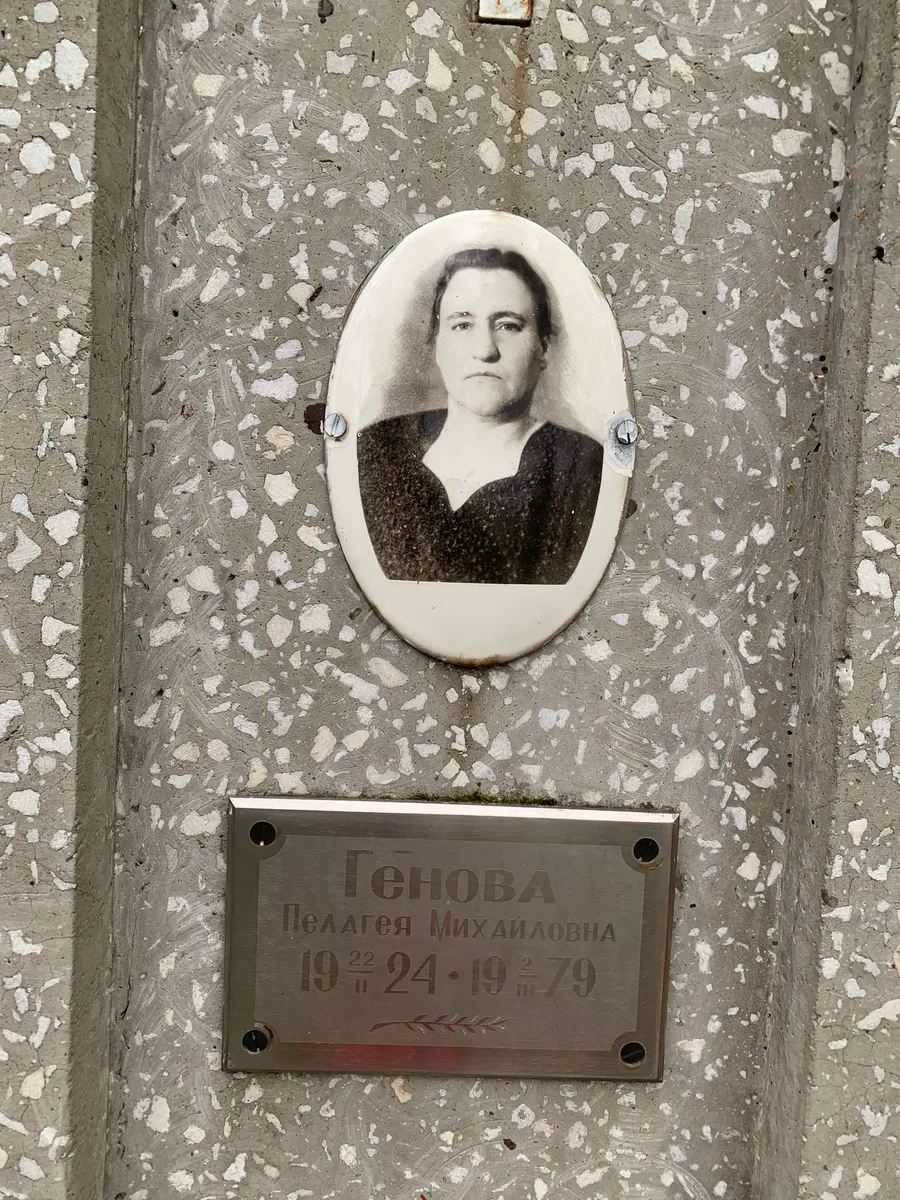 Генова
Пелагея Михайловна
19 22/II 24 · 19 2/III 79